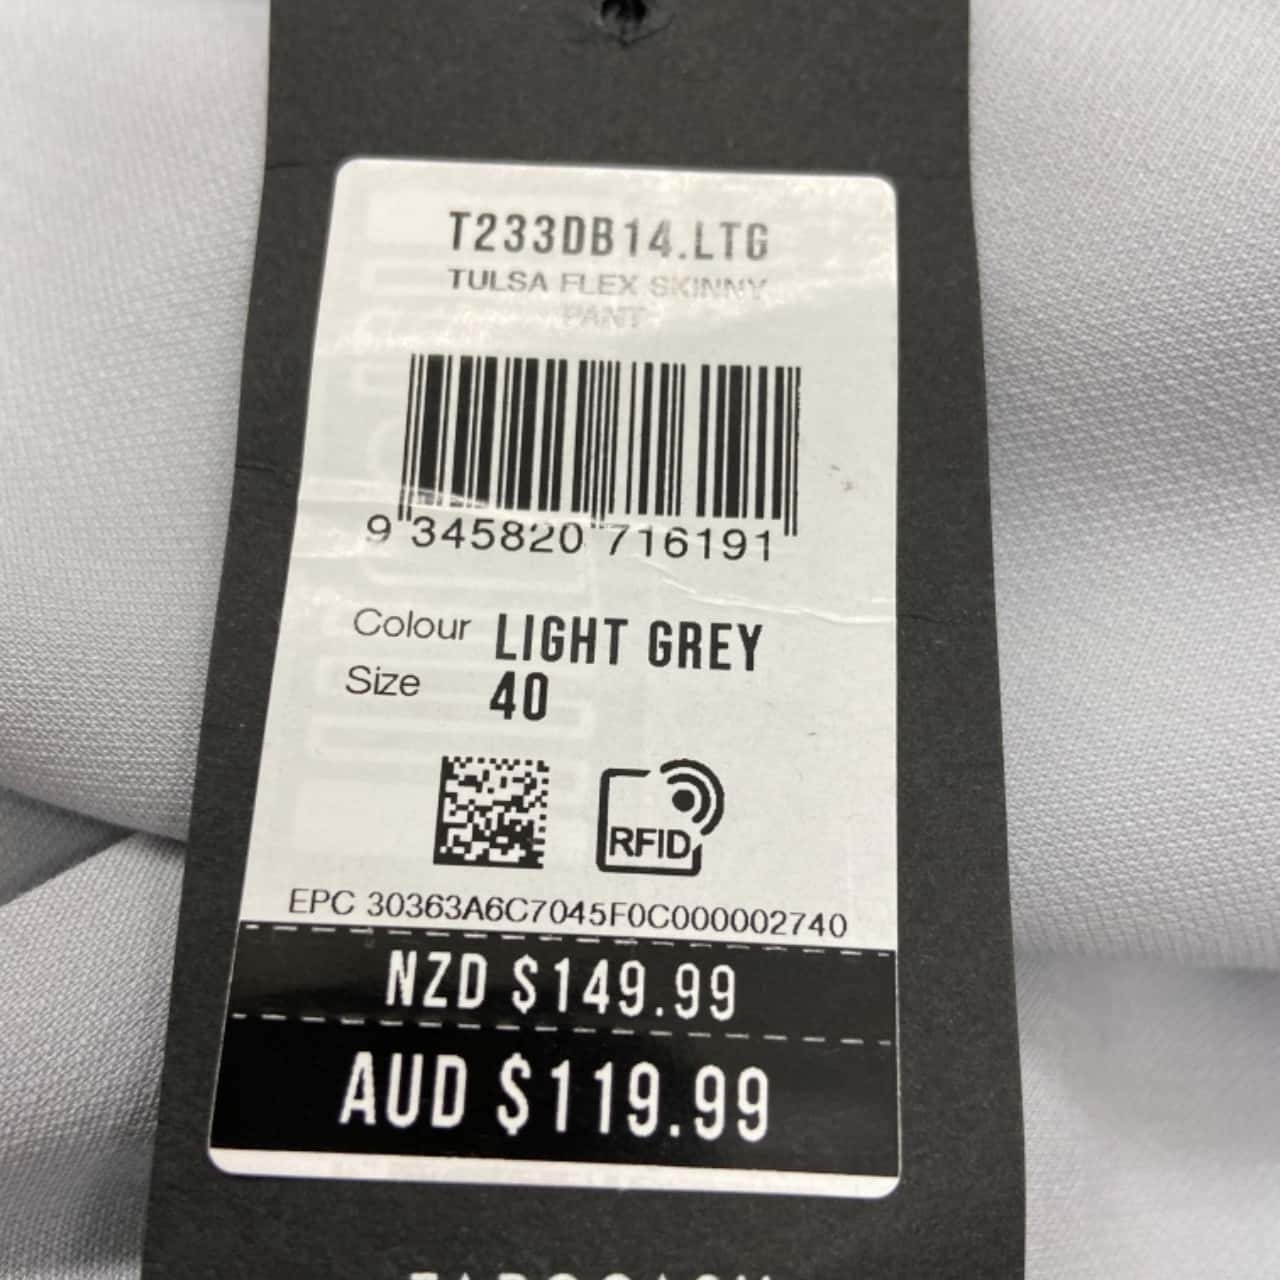 T233DB14.LTG
TULSA FLEX SKINNY
PANT
9 345820 716191
Colour LIGHT GREY
Size 40
RFID
EPC 30363A6C7045F0C000002740
NZD $149.99
AUD $119.99